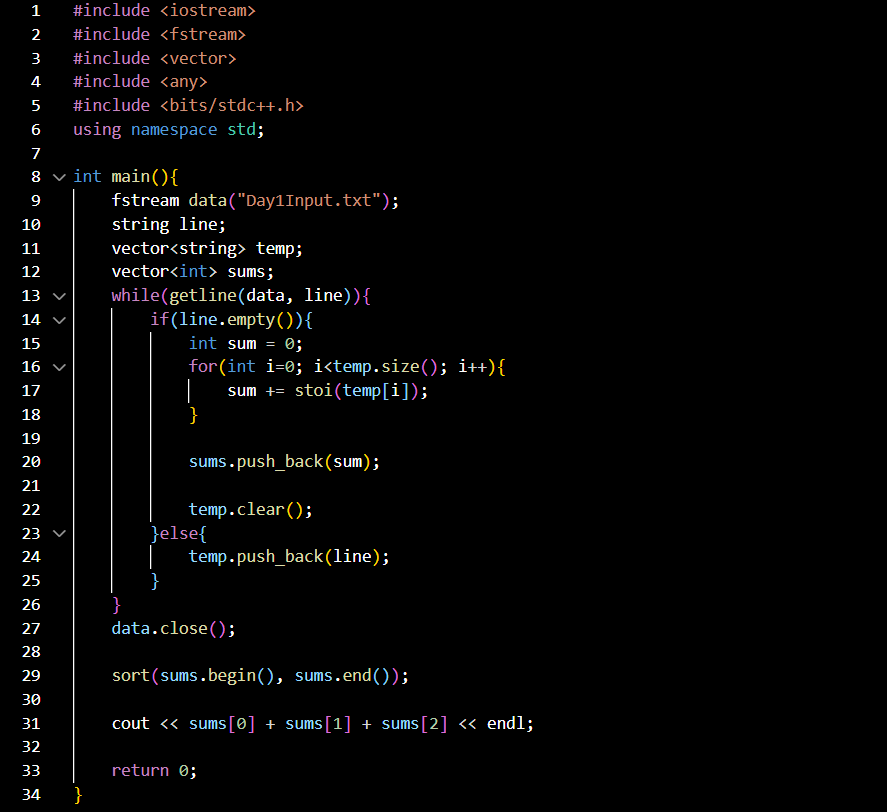 1 #include <iostream>
2 #include <fstream>
3 #include <vector>
4 #include <any>
5 #include <bits/stdc++.h>
6 using namespace std;
7
8 int main(){
9     fstream data("Day1Input.txt");
10     string line;
11     vector<string> temp;
12     vector<int> sums;
13     while(getline(data, line)){
14         if(line.empty()){
15             int sum = 0;
16             for(int i=0; i<temp.size(); i++){
17                 sum += stoi(temp[i]);
18             }
19
20             sums.push_back(sum);
21
22             temp.clear();
23         }else{
24             temp.push_back(line);
25         }
26     }
27     data.close();
28
29     sort(sums.begin(), sums.end());
30
31     cout << sums[0] + sums[1] + sums[2] << endl;
32
33     return 0;
34 }